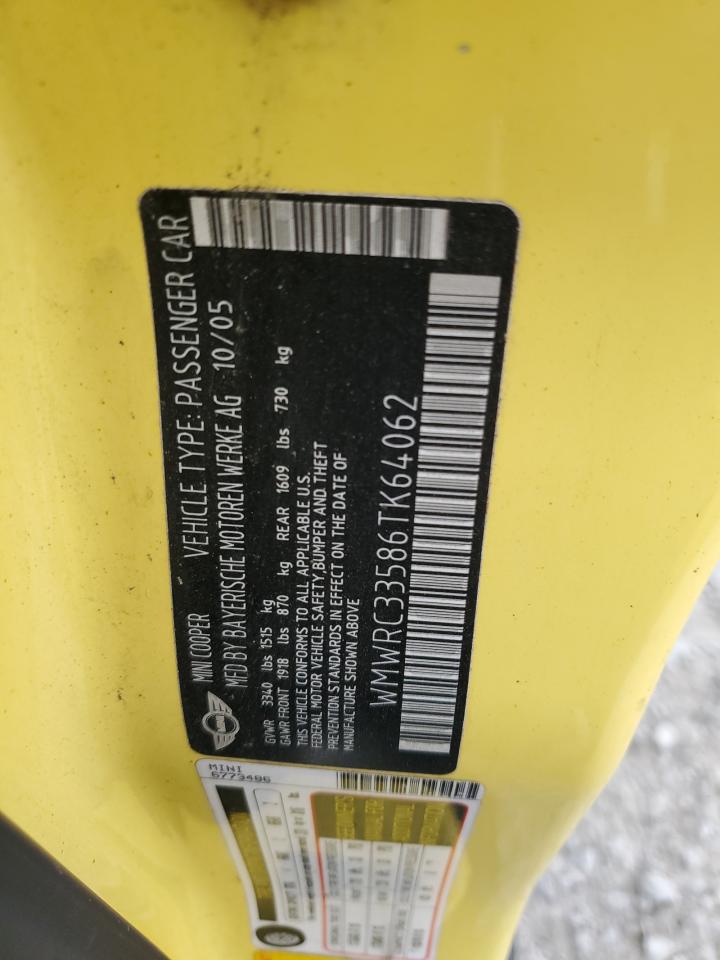 MINI COOPER VEHICLE TYPE: PASSENGER CAR
MFD BY BAYERISCHE MOTOREN WERKE AG 10/05
GVWR 3340 lbs 1515 kg
GAWR FRONT 1918 lbs 870 kg REAR 1609 lbs 730 kg
THIS VEHICLE CONFORMS TO ALL APPLICABLE U.S.
FEDERAL MOTOR VEHICLE SAFETY,BUMPER AND THEFT
PREVENTION STANDARDS IN EFFECT ON THE DATE OF
MANUFACTURE SHOWN ABOVE
WMWRC33586TK64062
MINI
6773486